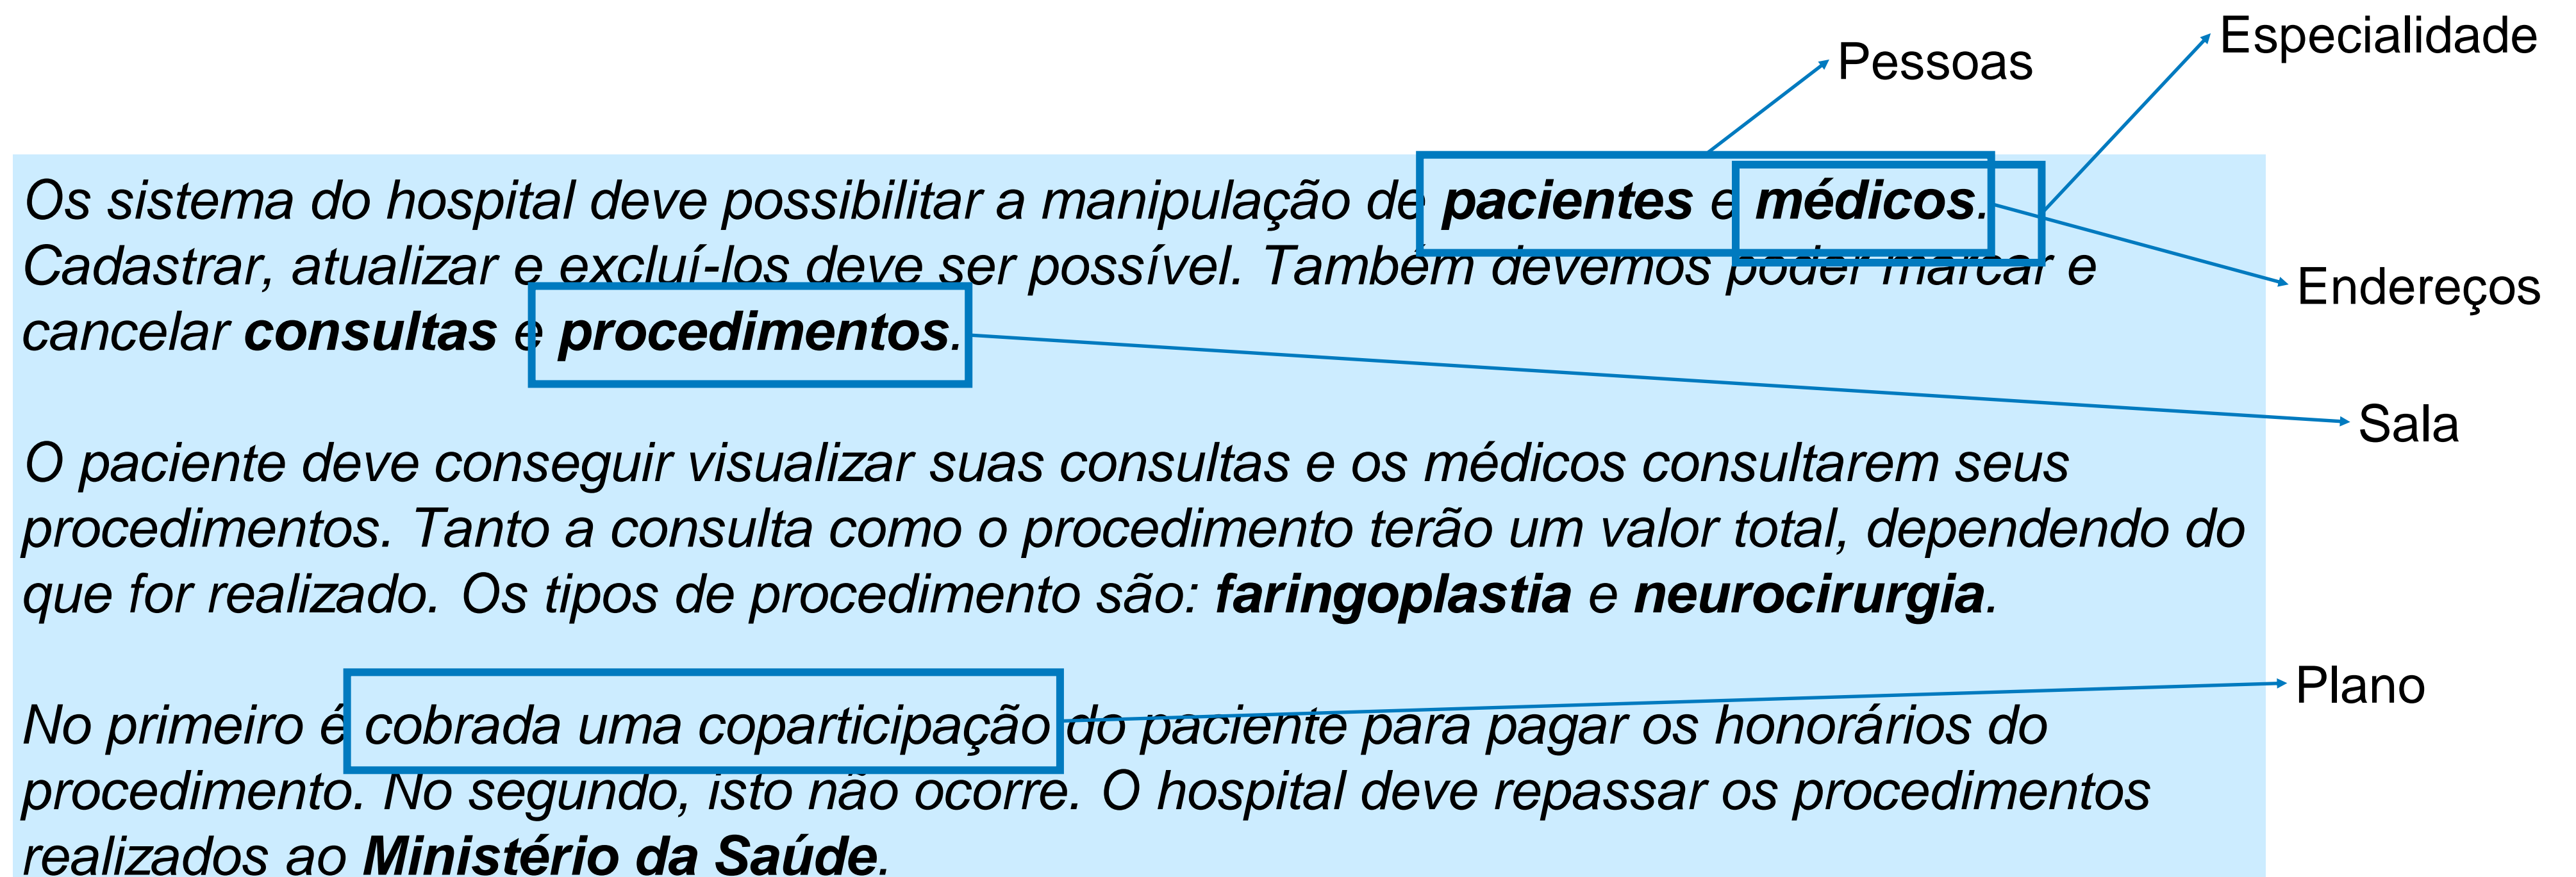 Especialidade
Pessoas
Os sistema do hospital deve possibilitar a manipulação de pacientes e médicos.
Cadastrar, atualizar e excluí-los deve ser possível. Também devemos poder marcar e
Endereços
cancelar consultas e procedimentos.
Sala
O paciente deve conseguir visualizar suas consultas e os médicos consultarem seus
procedimentos. Tanto a consulta como o procedimento terão um valor total, dependendo do
que for realizado. Os tipos de procedimento são: faringoplastia e neurocirurgia.
Plano
No primeiro é cobrada uma coparticipação do paciente para pagar os honorários do
procedimento. No segundo, isto não ocorre. O hospital deve repassar os procedimentos
realizados ao Ministério da Saúde.